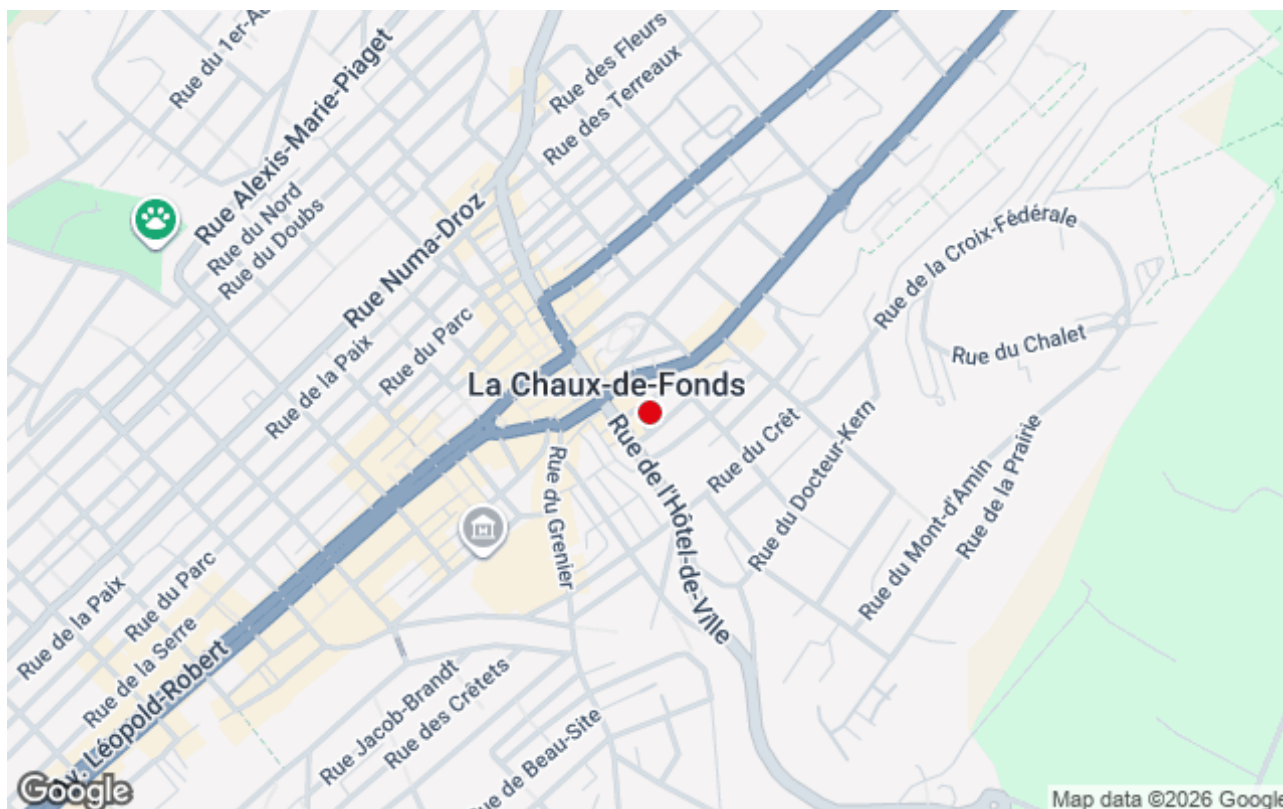 Rue du 1er-A
Rue Alexis-Marie-Piaget
Rue des Fleurs
Rue des Terreaux
Rue du Nord
Rue du Doubs
Rue Numa-Droz
Rue de la Croix-Fédérale
Rue du Parc
Rue de la Paix
Rue du Chalet
La Chaux-de-Fonds
Rue du Crêt
Rue de l'Hôtel-de-Ville
Rue du Docteur-Kern
Rue du Grenier
Rue du Mont-d'Amin
Rue de la Prairie
Rue de la Paix
Rue du Parc
Rue de la Serre
Av. Léopold-Robert
Rue Jacob-Brandt
Rue des Crêtets
Rue de Beau-Site
Google
Map data ©2026 Google